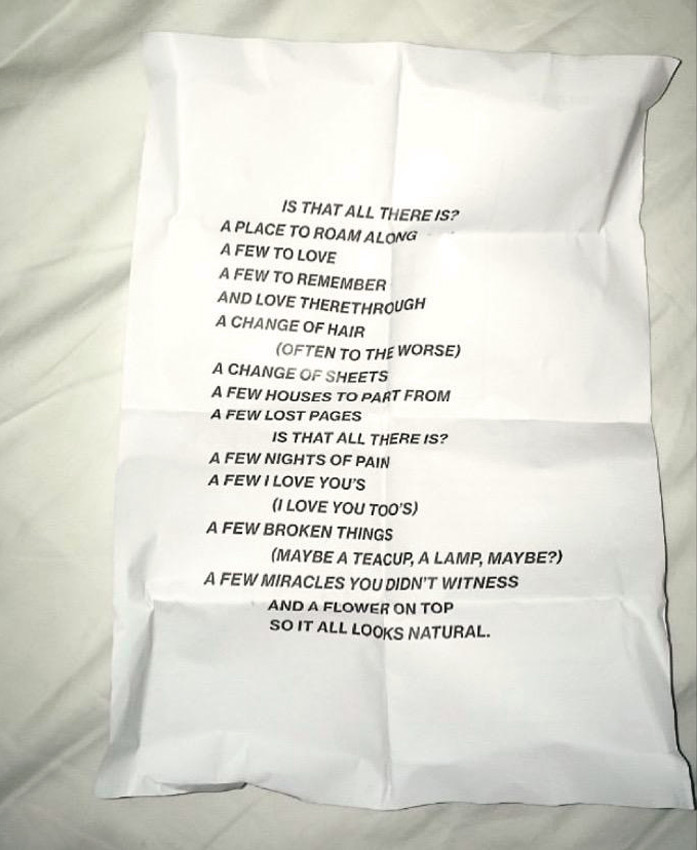 IS THAT ALL THERE IS?
A PLACE TO ROAM ALONG
A FEW TO LOVE
A FEW TO REMEMBER
AND LOVE THERETHROUGH
A CHANGE OF HAIR
(OFTEN TO THE WORSE)
A CHANGE OF SHEETS
A FEW HOUSES TO PART FROM
A FEW LOST PAGES
IS THAT ALL THERE IS?
A FEW NIGHTS OF PAIN
A FEW I LOVE YOU'S
(I LOVE YOU TOO'S)
A FEW BROKEN THINGS
(MAYBE A TEACUP, A LAMP, MAYBE?)
A FEW MIRACLES YOU DIDN'T WITNESS
AND A FLOWER ON TOP
SO IT ALL LOOKS NATURAL.